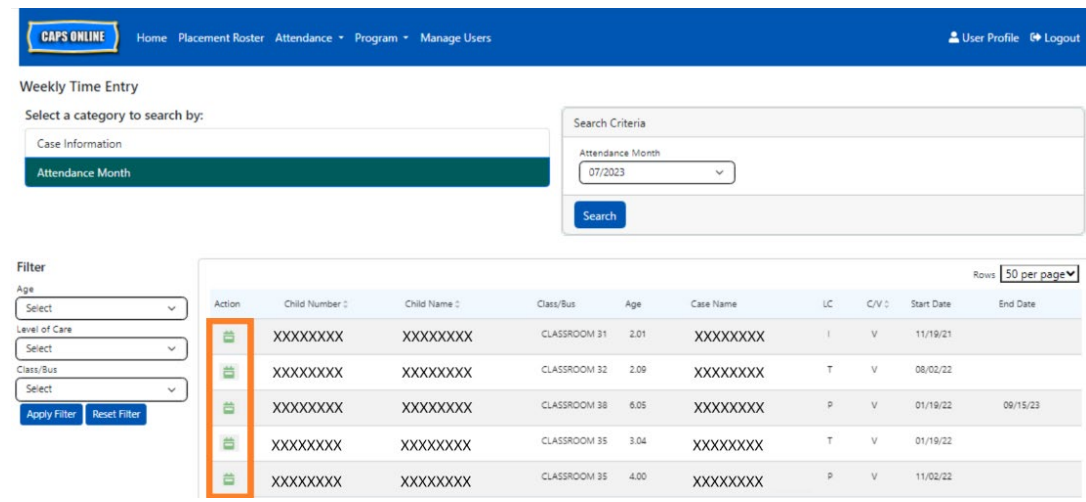 CAPS ONLINE Home Placement Roster Attendance Program Manage Users User Profile Logout
Weekly Time Entry
Select a category to search by:
Case Information
Attendance Month
Search Criteria
Attendance Month
07/2023
Search
Filter
Age
Select
Level of Care
Select
Class/Bus
Select
Apply Filter Reset Filter
Rows 50 per page
Action Child Number Child Name Class/Bus Age Case Name LC C/V Start Date End Date
XXXXXXXX XXXXXXXX CLASSROOM 31 2.01 XXXXXXXX I V 11/19/21
XXXXXXXX XXXXXXXX CLASSROOM 32 2.09 XXXXXXXX T V 08/02/22
XXXXXXXX XXXXXXXX CLASSROOM 38 6.05 XXXXXXXX P V 01/19/22 09/15/23
XXXXXXXX XXXXXXXX CLASSROOM 35 3.04 XXXXXXXX T V 01/19/22
XXXXXXXX XXXXXXXX CLASSROOM 35 4.00 XXXXXXXX P V 11/02/22